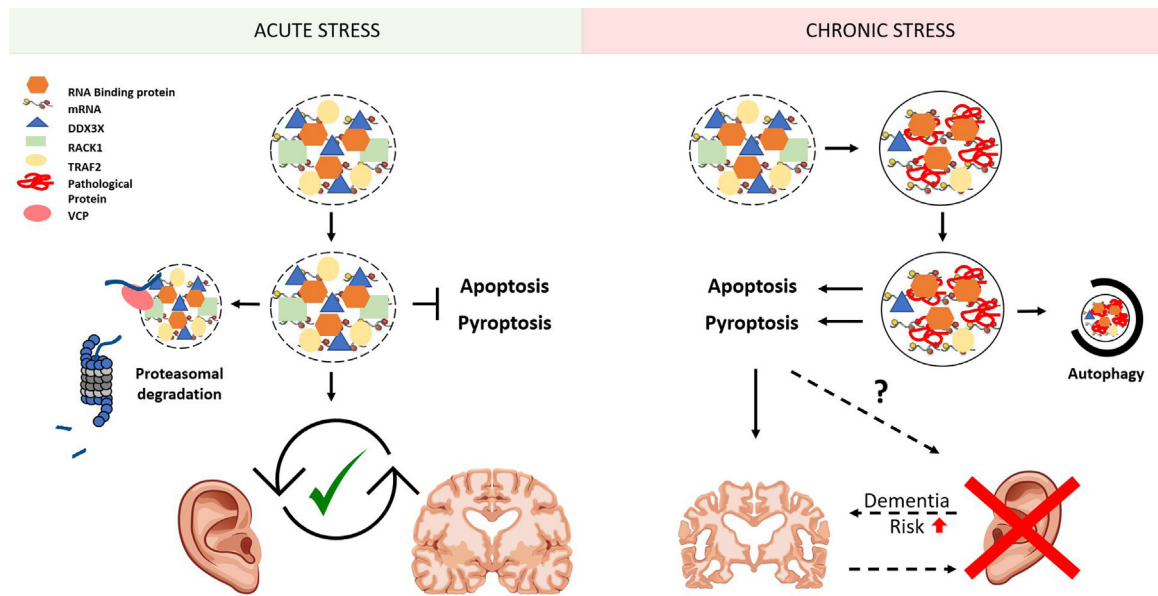 ACUTE STRESS
CHRONIC STRESS
RNA Binding protein
mRNA
DDX3X
RACK1
TRAF2
Pathological
Protein
VCP
Apoptosis
Pyroptosis
Proteasomal
degradation
Apoptosis
Pyroptosis
Autophagy
?
Dementia
Risk